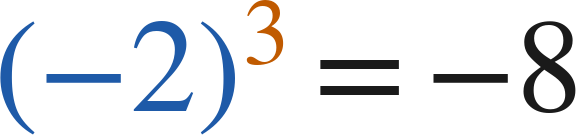 (−2)³ = −8